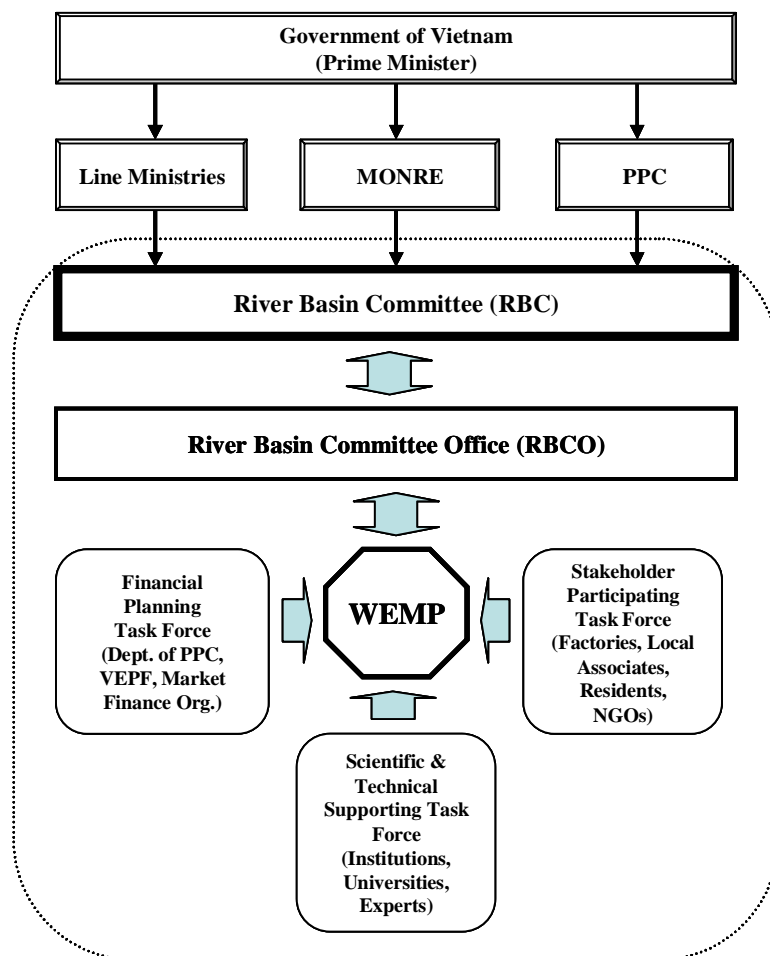 Government of Vietnam
(Prime Minister)
Line Ministries
MONRE
PPC
River Basin Committee (RBC)
River Basin Committee Office (RBCO)
WEMP
Financial
Planning
Task Force
(Dept. of PPC,
VEPF, Market
Finance Org.)
Stakeholder
Participating
Task Force
(Factories, Local
Associates,
Residents,
NGOs)
Scientific &
Technical
Supporting Task
Force
(Institutions,
Universities,
Experts)